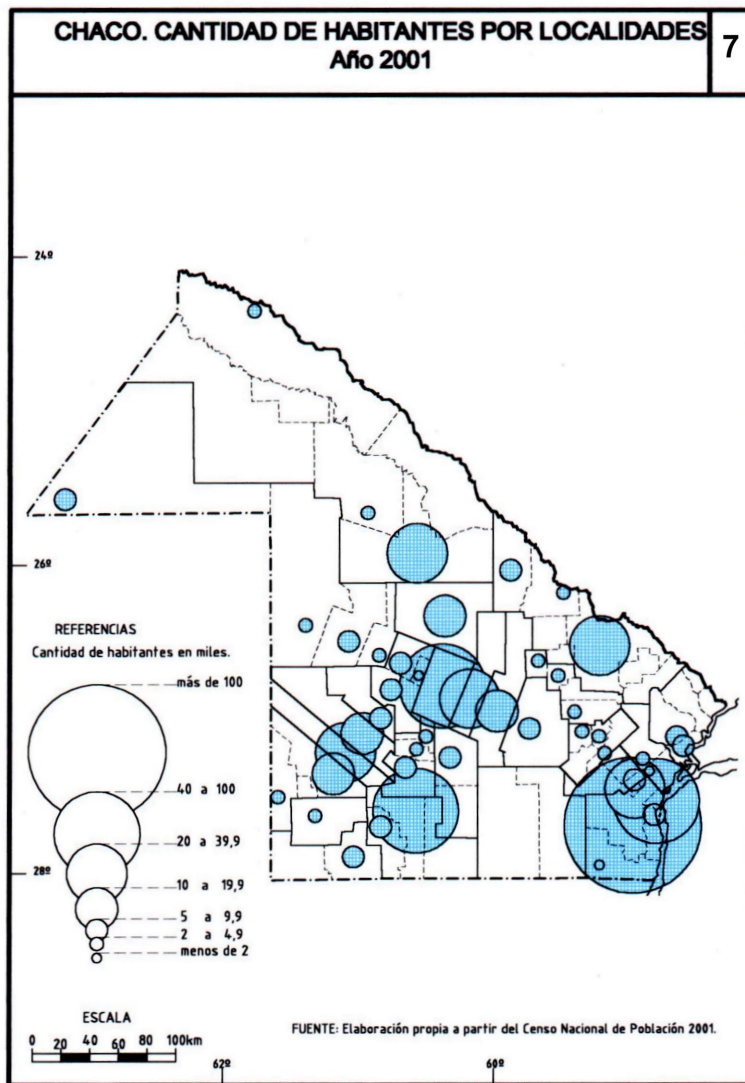 CHACO. CANTIDAD DE HABITANTES POR LOCALIDADES
Año 2001
7
24º
26º
REFERENCIAS
Cantidad de habitantes en miles.
más de 100
40 a 100
20 a 39,9
10 a 19,9
28º
5 a 9,9
2 a 4,9
menos de 2
ESCALA
0 20 40 60 80 100km
FUENTE: Elaboración propia a partir del Censo Nacional de Población 2001.
62º
60º